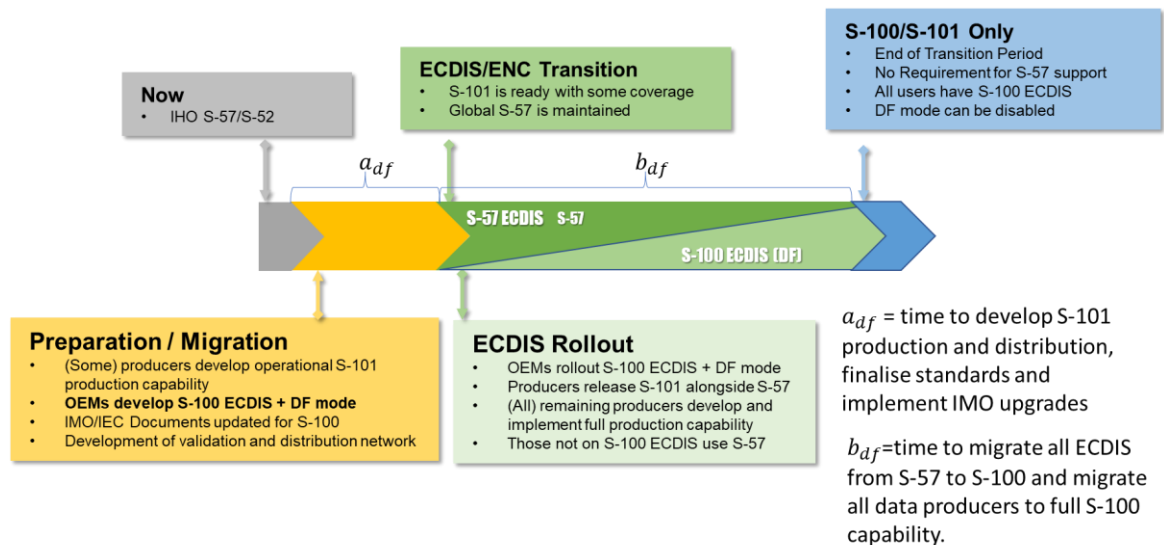 S-100/S-101 Only
• End of Transition Period
• No Requirement for S-57 support
• All users have S-100 ECDIS
• DF mode can be disabled
ECDIS/ENC Transition
• S-101 is ready with some coverage
• Global S-57 is maintained
Now
• IHO S-57/S-52
a_df
b_df
S-57 ECDIS S-57
S-100 ECDIS (DF)
Preparation / Migration
• (Some) producers develop operational S-101
production capability
• OEMs develop S-100 ECDIS + DF mode
• IMO/IEC Documents updated for S-100
• Development of validation and distribution network
ECDIS Rollout
• OEMs rollout S-100 ECDIS + DF mode
• Producers release S-101 alongside S-57
• (All) remaining producers develop and
implement full production capability
• Those not on S-100 ECDIS use S-57
a_df = time to develop S-101
production and distribution,
finalise standards and
implement IMO upgrades
b_df=time to migrate all ECDIS
from S-57 to S-100 and migrate
all data producers to full S-100
capability.